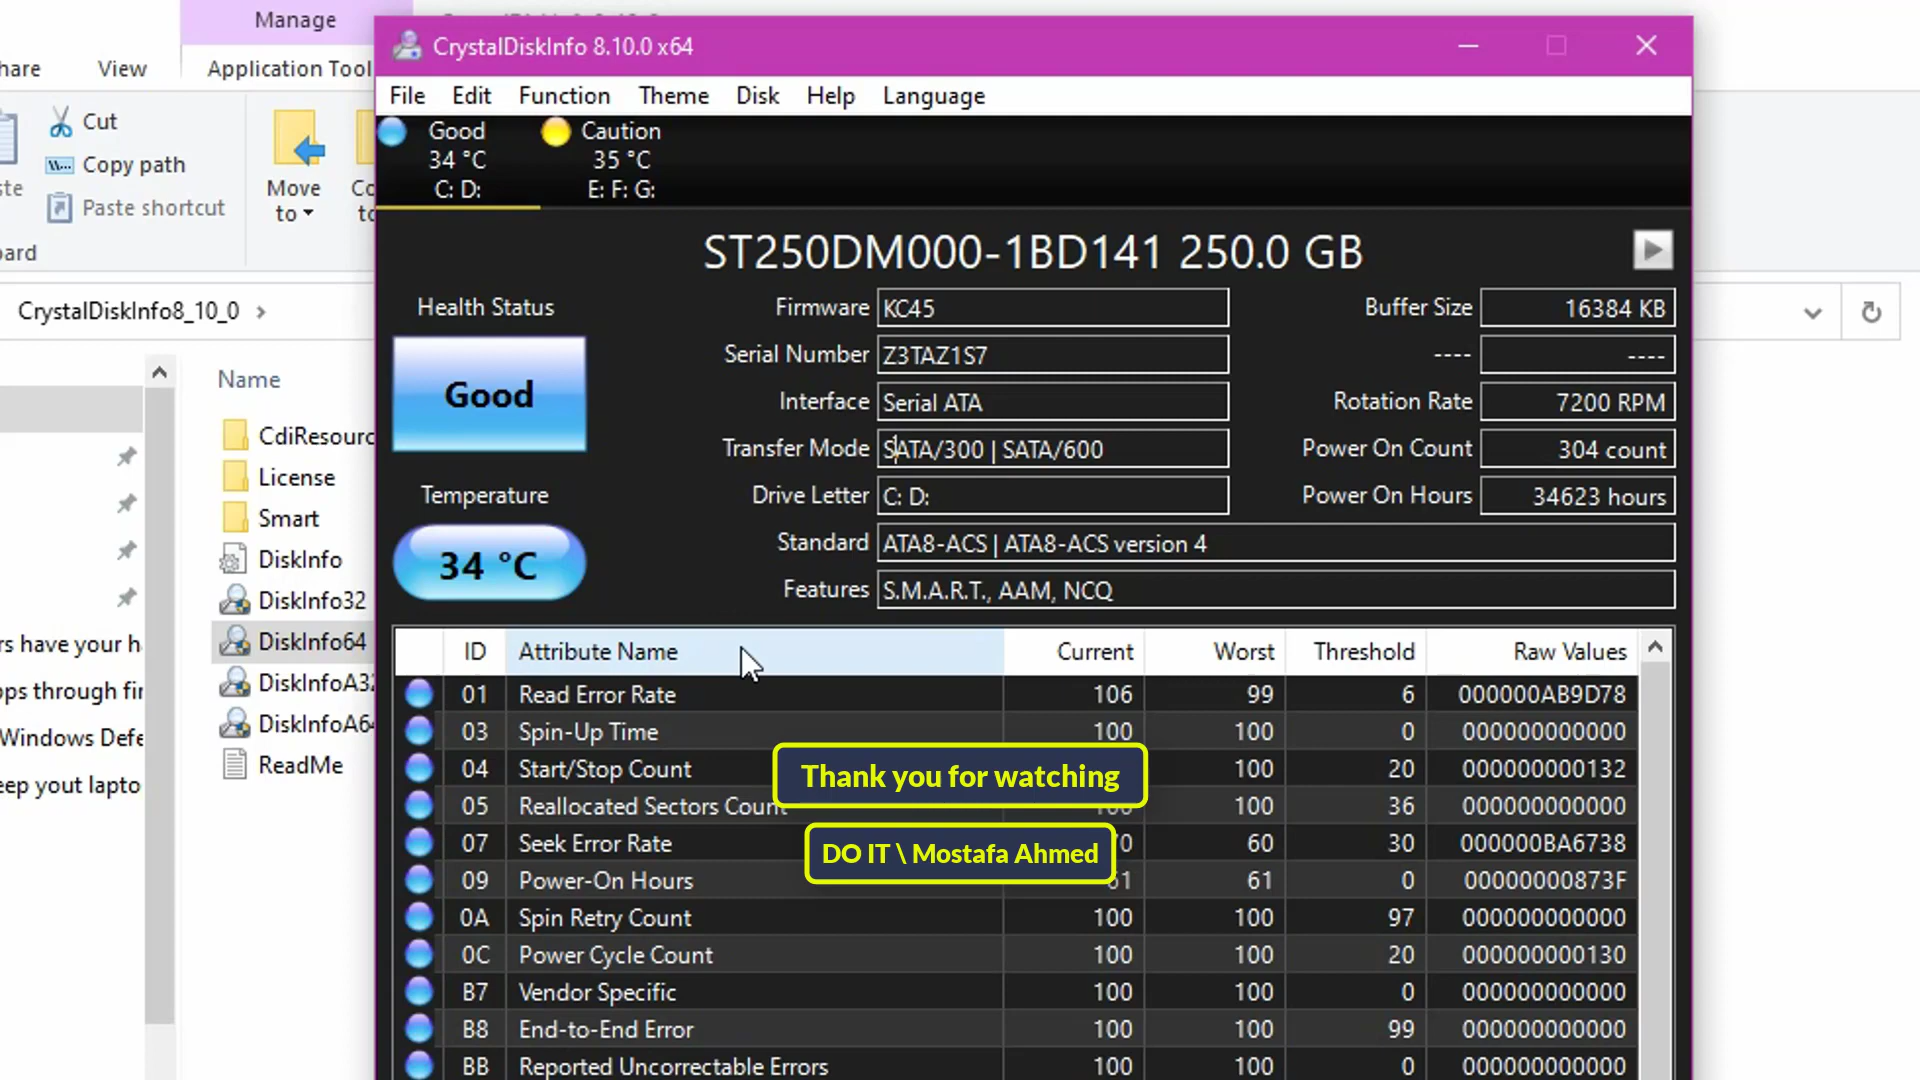 Manage
hare
View
Application Tool
Cut
Copy path
Paste shortcut
Move
to
CrystalDiskInfo8_10_0
Name
CdiResourc
License
Smart
DiskInfo
DiskInfo32
DiskInfo64
DiskInfoA32
DiskInfoA64
ReadMe
rs have your h
ops through fir
Windows Defe
eep yout lapto
CrystalDiskInfo 8.10.0 x64
File Edit Function Theme Disk Help Language
Good
34 °C
C: D:
Caution
35 °C
E: F: G:
ST250DM000-1BD141 250.0 GB
Health Status
Good
Temperature
34 °C
Firmware KC45
Serial Number Z3TAZ1S7
Interface Serial ATA
Transfer Mode SATA/300 | SATA/600
Drive Letter C: D:
Standard ATA8-ACS | ATA8-ACS version 4
Features S.M.A.R.T., AAM, NCQ
Buffer Size 16384 KB
---- ----
Rotation Rate 7200 RPM
Power On Count 304 count
Power On Hours 34623 hours
ID Attribute Name Current Worst Threshold Raw Values
01 Read Error Rate 106 99 6 000000AB9D78
03 Spin-Up Time 100 100 0 000000000000
04 Start/Stop Count 100 20 000000000132
05 Reallocated Sectors Count 100 36 000000000000
07 Seek Error Rate 60 30 000000BA6738
09 Power-On Hours 61 61 0 00000000873F
0A Spin Retry Count 100 100 97 000000000000
0C Power Cycle Count 100 100 20 000000000130
B7 Vendor Specific 100 100 0 000000000000
B8 End-to-End Error 100 100 99 000000000000
BB Reported Uncorrectable Errors 100 100 0 000000000000
Thank you for watching
DO IT \ Mostafa Ahmed